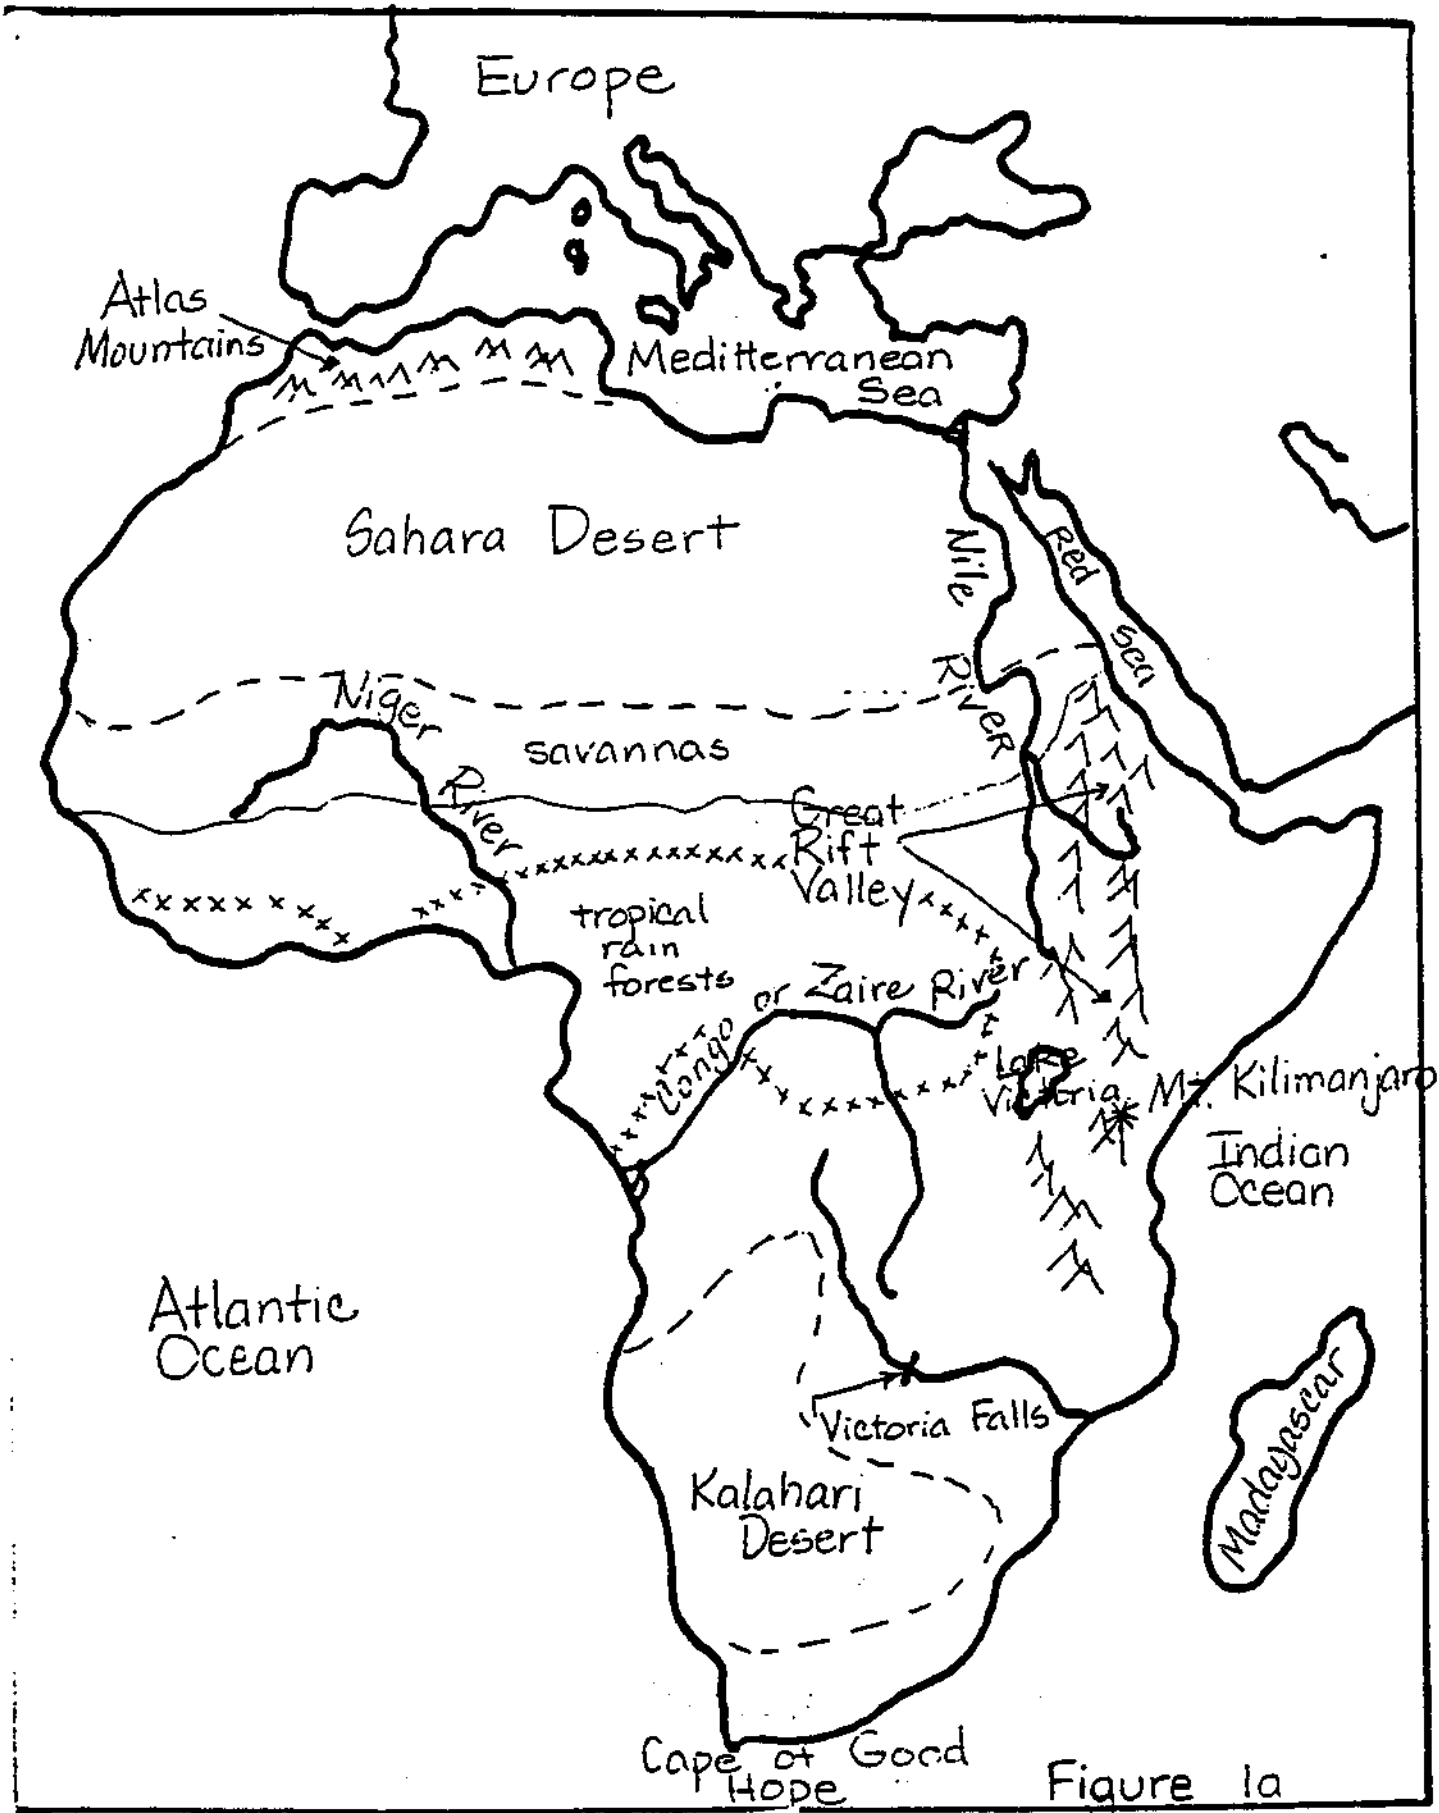 Europe
Atlas
Mountains
Meditterranean
Sea
Sahara Desert
Nile
River
Red
Sea
Niger
River
savannas
Great
Rift
Valley
tropical
rain
forests
Congo or Zaire River
Lake
Victoria
Mt. Kilimanjaro
Indian
Ocean
Atlantic
Ocean
Victoria Falls
Kalahari
Desert
Madagascar
Cape of Good
Hope
Figure 1a